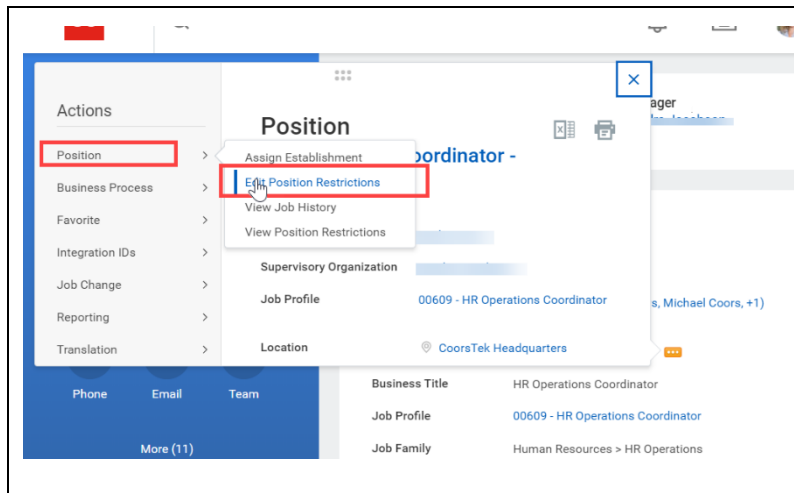 ager
Actions
Position
Position
Assign Establishment
oordinator -
Business Process
Edit Position Restrictions
Favorite
View Job History
View Position Restrictions
Integration IDs
Supervisory Organization
Job Change
Job Profile
00609 - HR Operations Coordinator
s, Michael Coors, +1)
Reporting
Translation
Location
CoorsTek Headquarters
Phone
Email
Team
Business Title
HR Operations Coordinator
Job Profile
00609 - HR Operations Coordinator
More (11)
Job Family
Human Resources > HR Operations